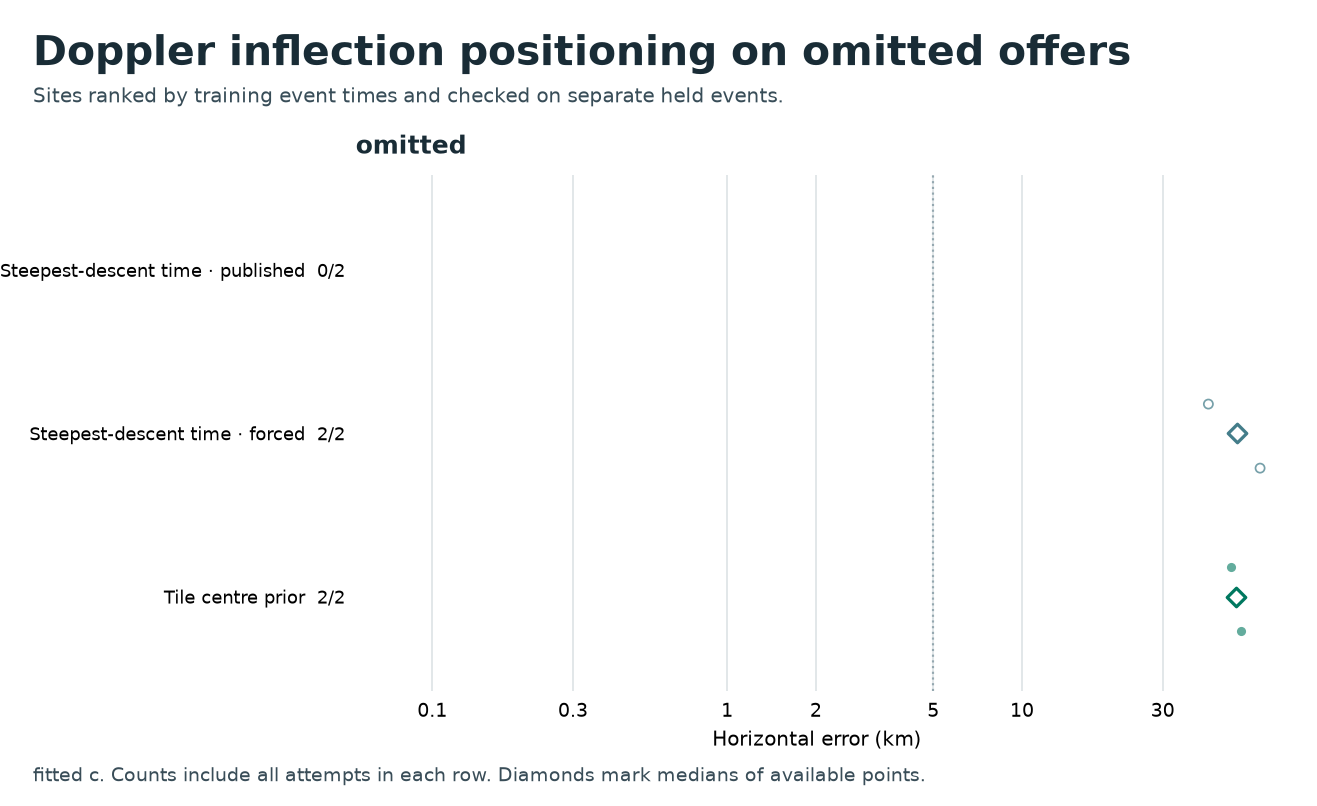 Doppler inflection positioning on omitted offers
Sites ranked by training event times and checked on separate held events.
omitted
Steepest-descent time · published  0/2
Steepest-descent time · forced  2/2
Tile centre prior  2/2
0.1 0.3 1 2 5 10 30
Horizontal error (km)
fitted c. Counts include all attempts in each row. Diamonds mark medians of available points.